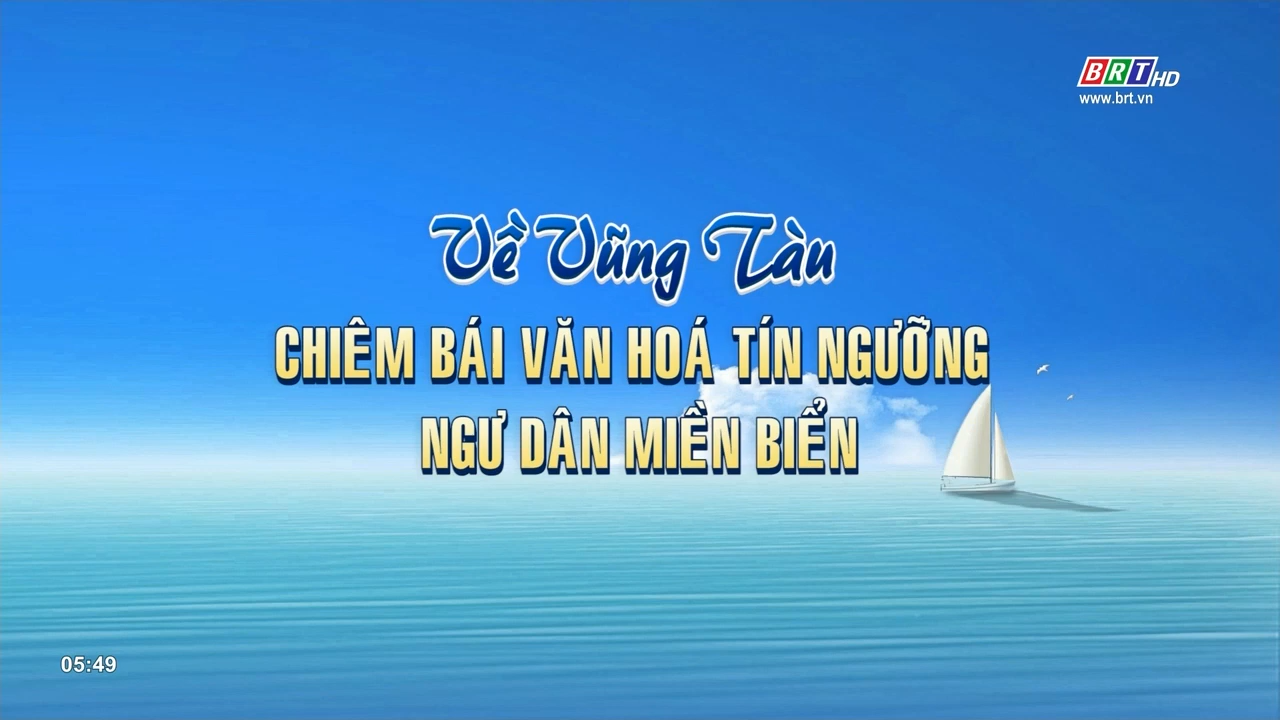 BRT HD
www.brt.vn
Về Vũng Tàu
CHIÊM BÁI VĂN HOÁ TÍN NGƯỠNG
NGƯ DÂN MIỀN BIỂN
05:49